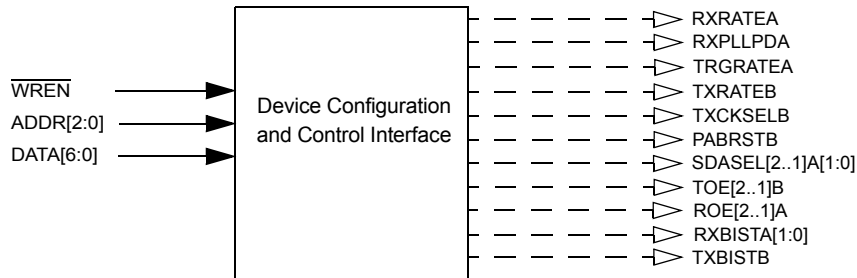 WREN
ADDR[2:0]
DATA[6:0]
Device Configuration
and Control Interface
RXRATEA
RXPLLPDA
TRGRATEA
TXRATEB
TXCKSELB
PABRSTB
SDASEL[2..1]A[1:0]
TOE[2..1]B
ROE[2..1]A
RXBISTA[1:0]
TXBISTB